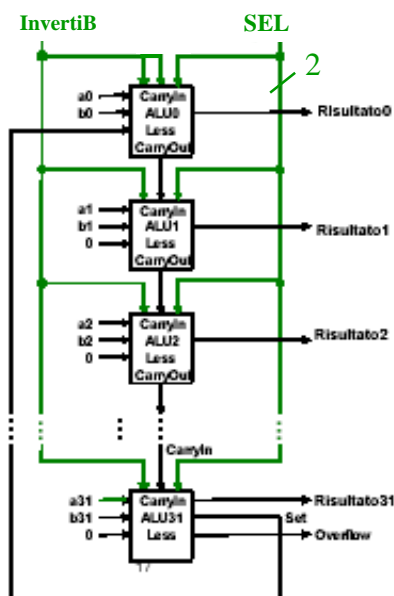 InvertiB SEL
2
a0 CarryIn
b0 ALU0 Risultato0
Less
CarryOut
a1 CarryIn
b1 ALU1 Risultato1
0 Less
CarryOut
a2 CarryIn
b2 ALU2 Risultato2
0 Less
CarryOut
CarryIn
a31 CarryIn Risultato31
b31 ALU31 Set
0 Less Overflow
17